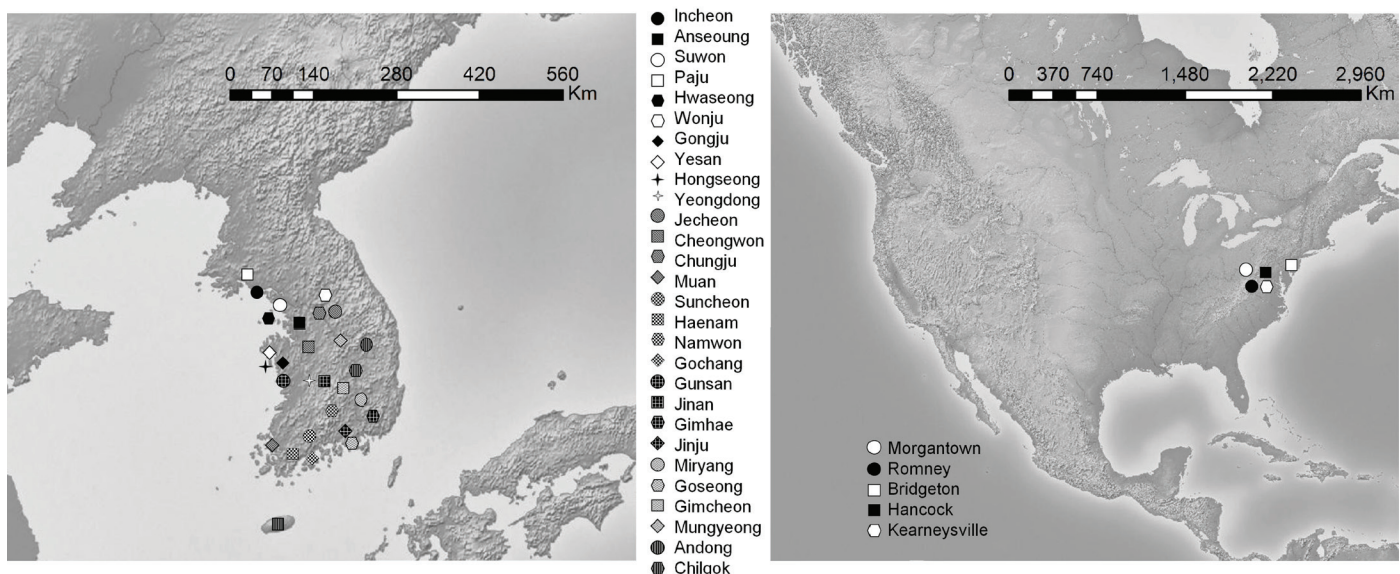 0 70 140 280 420 560
Km
Incheon
Anseoung
Suwon
Paju
Hwaseong
Wonju
Gongju
Yesan
Hongseong
Yeongdong
Jecheon
Cheongwon
Chungju
Muan
Suncheon
Haenam
Namwon
Gochang
Gunsan
Jinan
Gimhae
Jinju
Miryang
Goseong
Gimcheon
Mungyeong
Andong
Chilgok
0 370 740 1,480 2,220 2,960
Km
Morgantown
Romney
Bridgeton
Hancock
Kearneysville